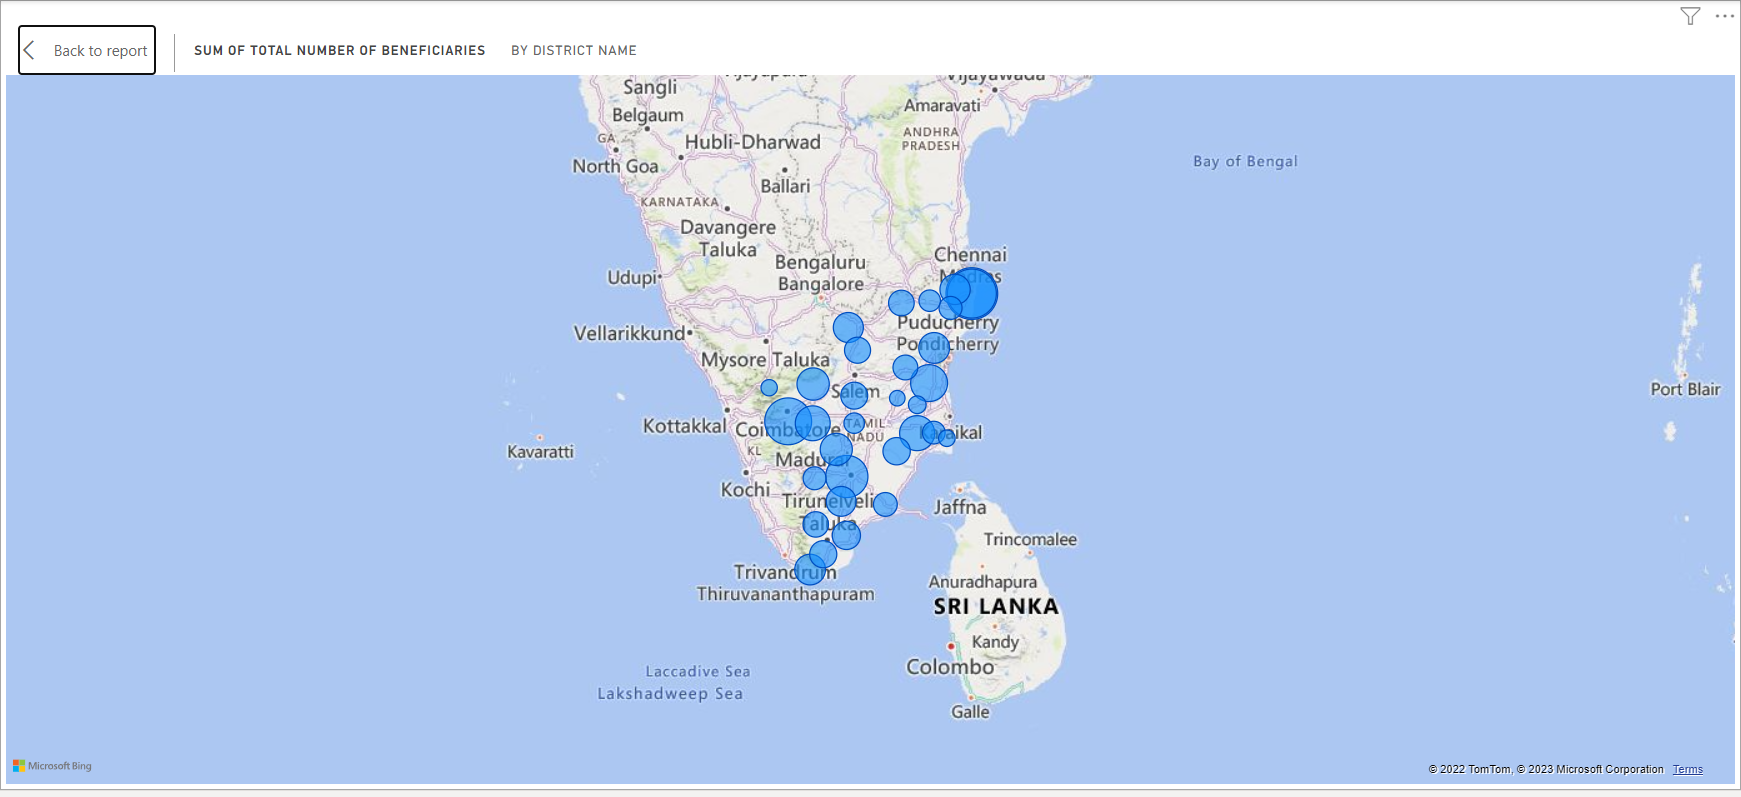 Back to report
SUM OF TOTAL NUMBER OF BENEFICIARIES BY DISTRICT NAME
Sangli
Vijayawada
Belgaum
Amaravati
GA
Hubli-Dharwad
ANDHRA
PRADESH
North Goa
Bay of Bengal
Ballari
KARNATAKA
Davangere
Taluka
Chennai
Madras
Bengaluru
Bangalore
Udupi
Puducherry
Pondicherry
Vellarikkund
Mysore Taluka
Salem
Port Blair
Kottakkal
Coimbatore
TAMIL
NADU
Karaikal
Kavaratti
KL
Madurai
Kochi
Tirunelveli
Taluka
Jaffna
Trincomalee
Trivandrum
Thiruvananthapuram
Anuradhapura
SRI LANKA
Kandy
Colombo
Laccadive Sea
Lakshadweep Sea
Galle
Microsoft Bing
© 2022 TomTom, © 2023 Microsoft Corporation Terms